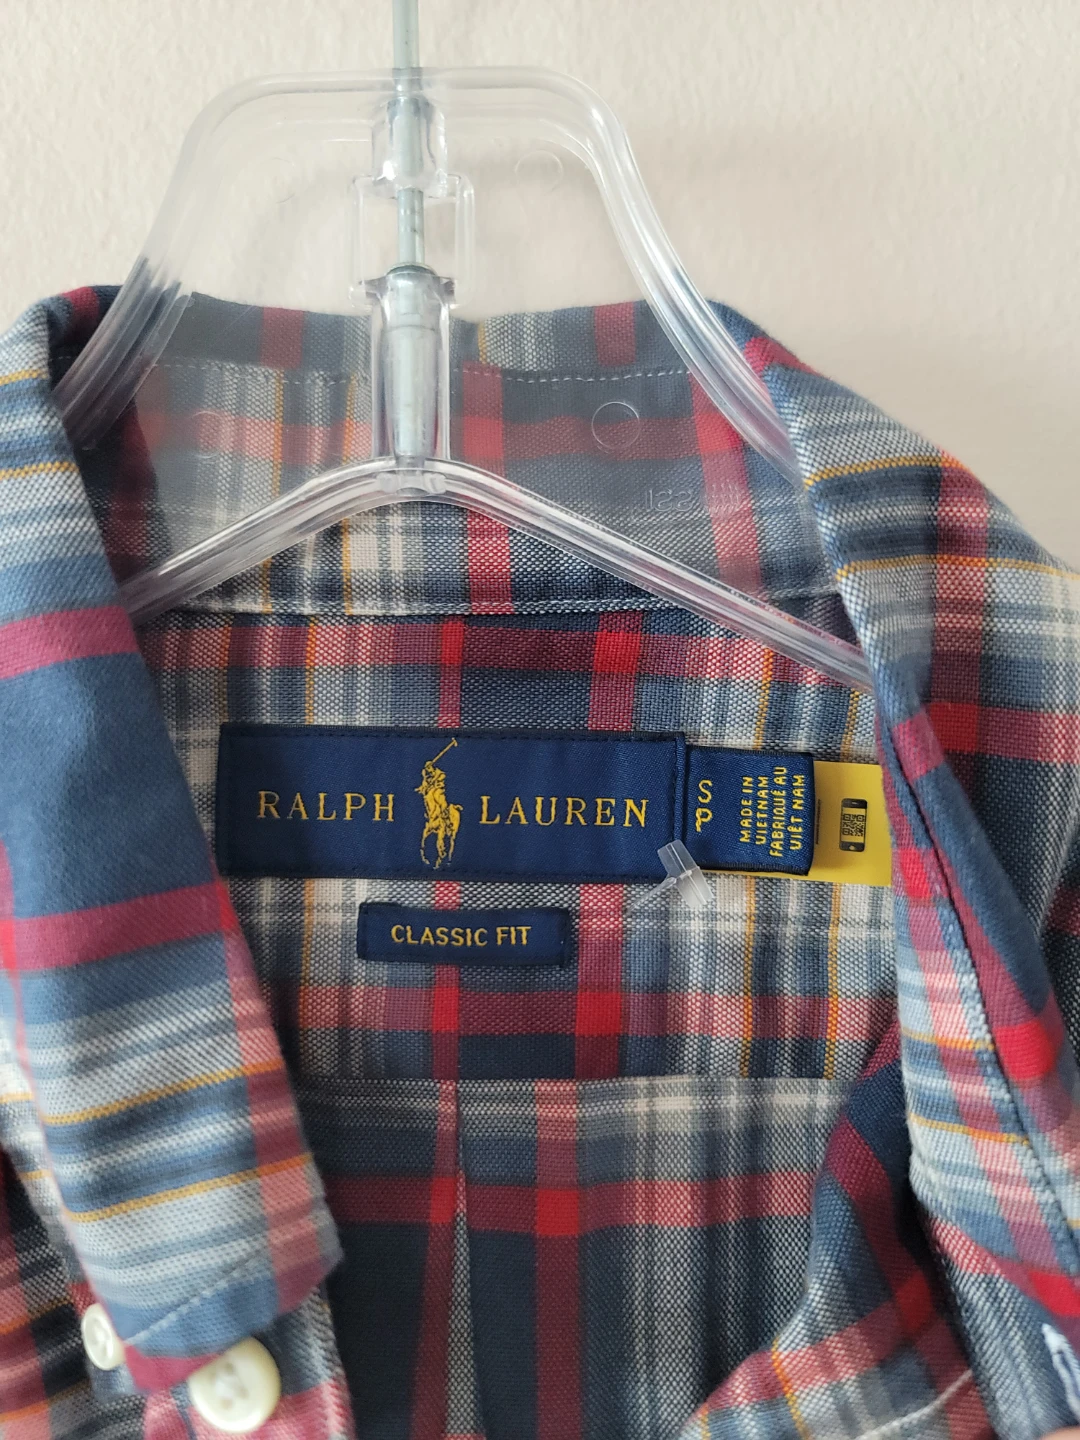 RALPH LAUREN
S
P
MADE IN
VIETNAM
FABRIQUÉ AU
VIÊT NAM
CLASSIC FIT